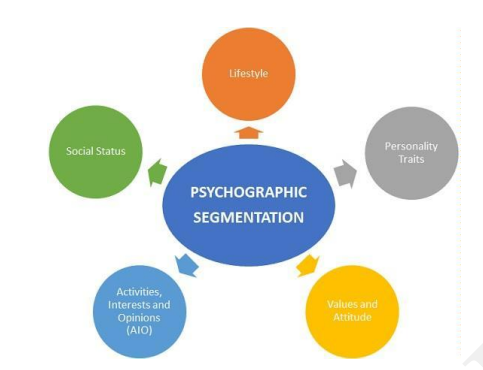 Lifestyle
Social Status
Personality
Traits
PSYCHOGRAPHIC
SEGMENTATION
Activities,
Interests and
Opinions
(AIO)
Values and
Attitude